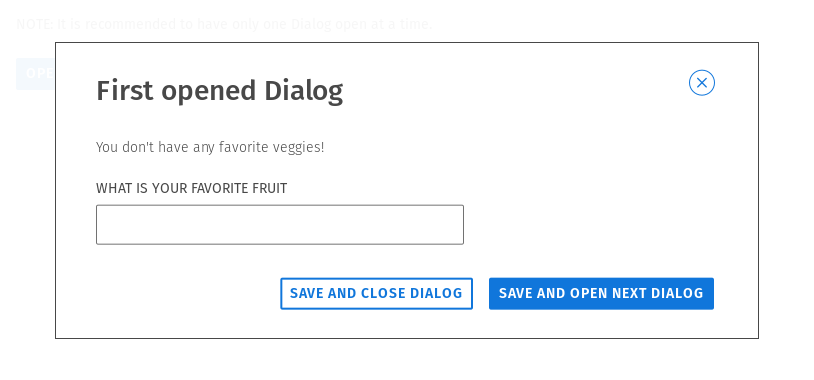 NOTE: It is recommended to have only one Dialog open at a time.
OPE
First opened Dialog
You don't have any favorite veggies!
WHAT IS YOUR FAVORITE FRUIT
SAVE AND CLOSE DIALOG
SAVE AND OPEN NEXT DIALOG